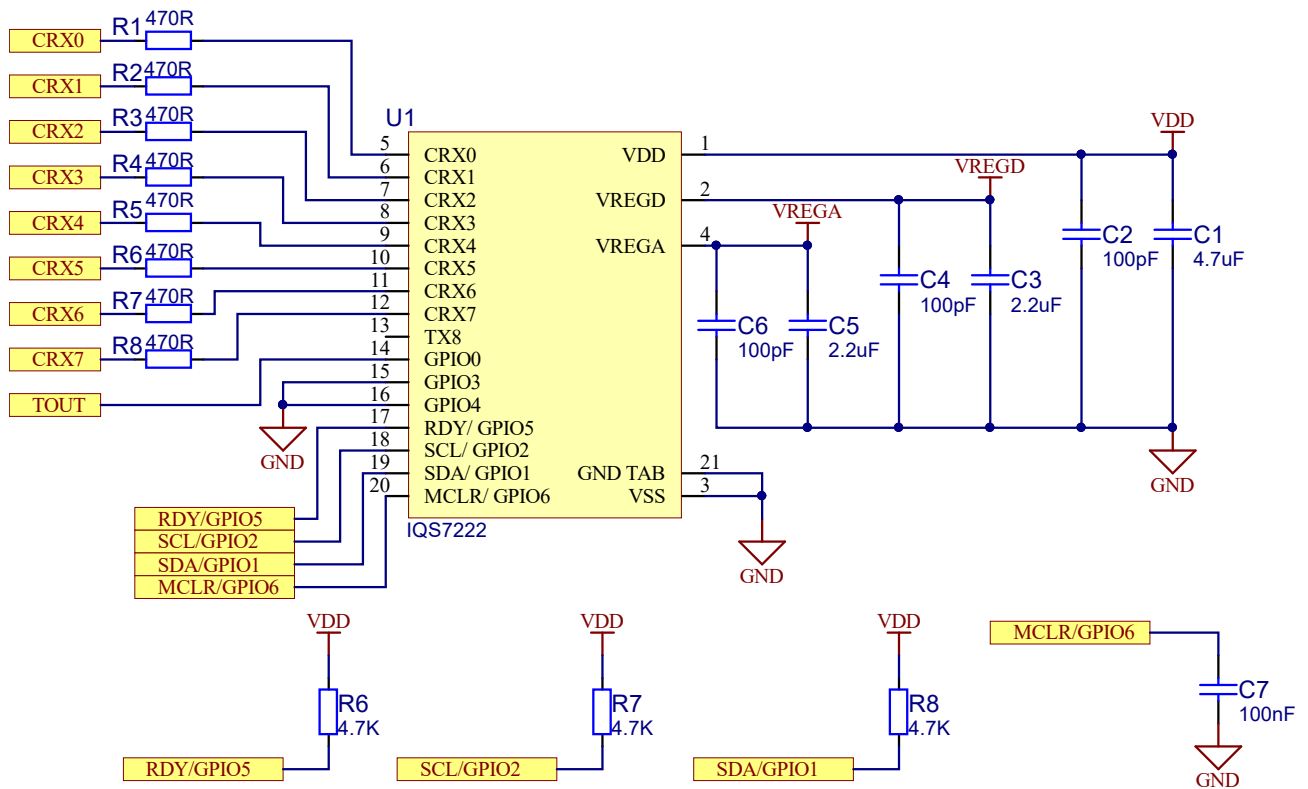 CRX0 R1 470R
CRX1 R2 470R
CRX2 R3 470R
CRX3 R4 470R
CRX4 R5 470R
CRX5 R6 470R
CRX6 R7 470R
CRX7 R8 470R
TOUT
GND
U1
5 CRX0
6 CRX1
7 CRX2
8 CRX3
9 CRX4
10 CRX5
11 CRX6
12 CRX7
13 TX8
14 GPIO0
15 GPIO3
16 GPIO4
17 RDY/ GPIO5
18 SCL/ GPIO2
19 SDA/ GPIO1
20 MCLR/ GPIO6
VDD 1
VREGD 2
VREGA 4
GND TAB 21
VSS 3
IQS7222
VDD
VREGD
VREGA
C2
100pF
C1
4.7uF
C4
100pF
C3
2.2uF
C6
100pF
C5
2.2uF
GND
GND
RDY/GPIO5
SCL/GPIO2
SDA/GPIO1
MCLR/GPIO6
VDD
R6
4.7K
RDY/GPIO5
VDD
R7
4.7K
SCL/GPIO2
VDD
R8
4.7K
SDA/GPIO1
MCLR/GPIO6
C7
100nF
GND